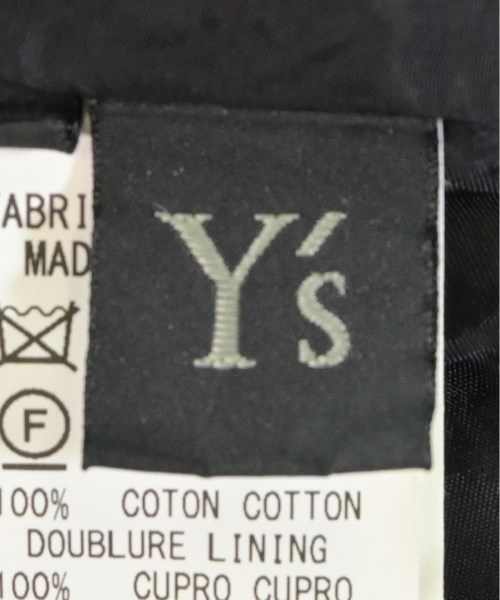 Y's
ABRI
MAD
F
100% COTON COTTON
DOUBLURE LINING
100% CUPRO CUPRO